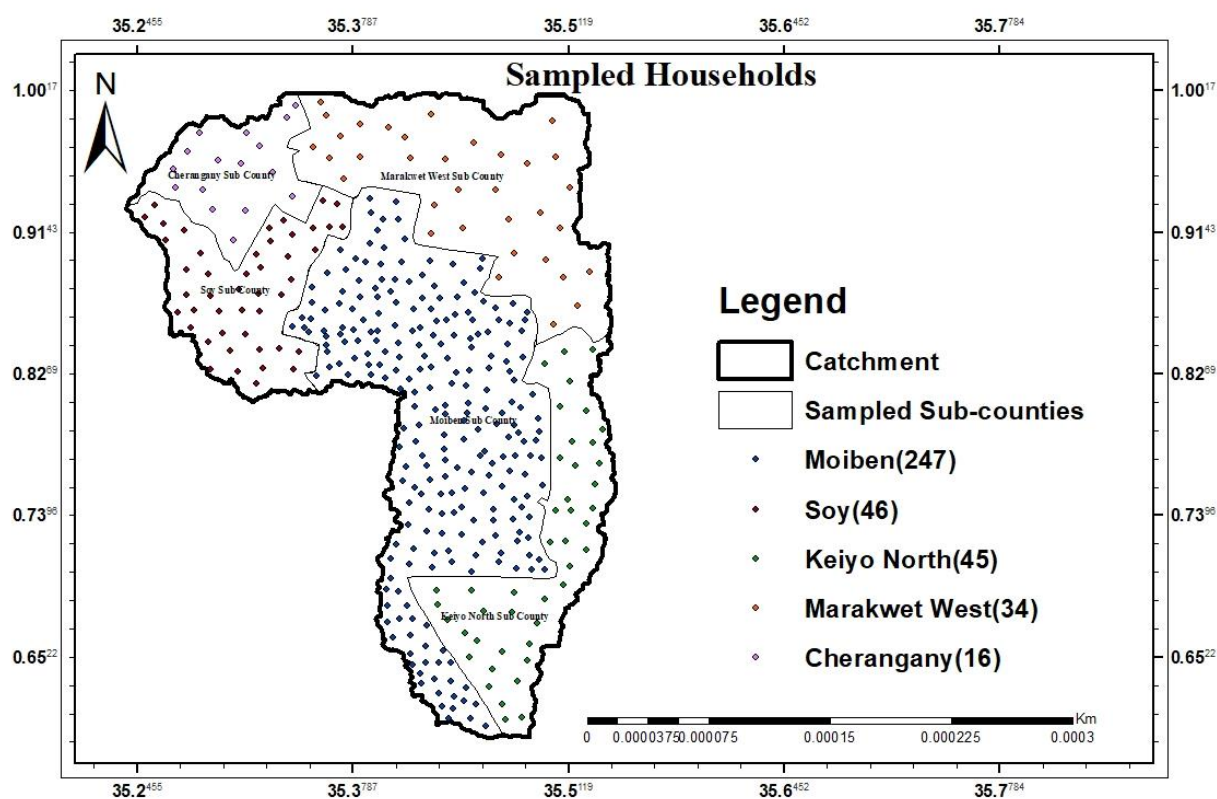 35.2455 35.3787 35.5119 35.6452 35.7784
Sampled Households
N
1.0017 1.0017
Cherangany Sub County
Marakwet West Sub County
0.9143 0.9143
Soy Sub County
Legend
Catchment
0.8269 0.8269
Sampled Sub-counties
Moiben Sub County
Moiben(247)
Soy(46)
0.7396 0.7396
Keiyo North(45)
Marakwet West(34)
Keiyo North Sub County
Cherangany(16)
0.6522 0.6522
Km
0 0.0000375 0.000075 0.00015 0.000225 0.0003
35.2455 35.3787 35.5119 35.6452 35.7784